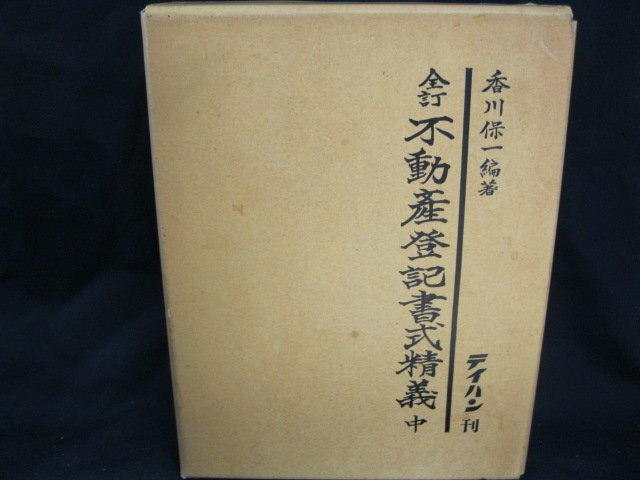 香川保一編著
全訂 不動産登記書式精義 中
テイハン刊